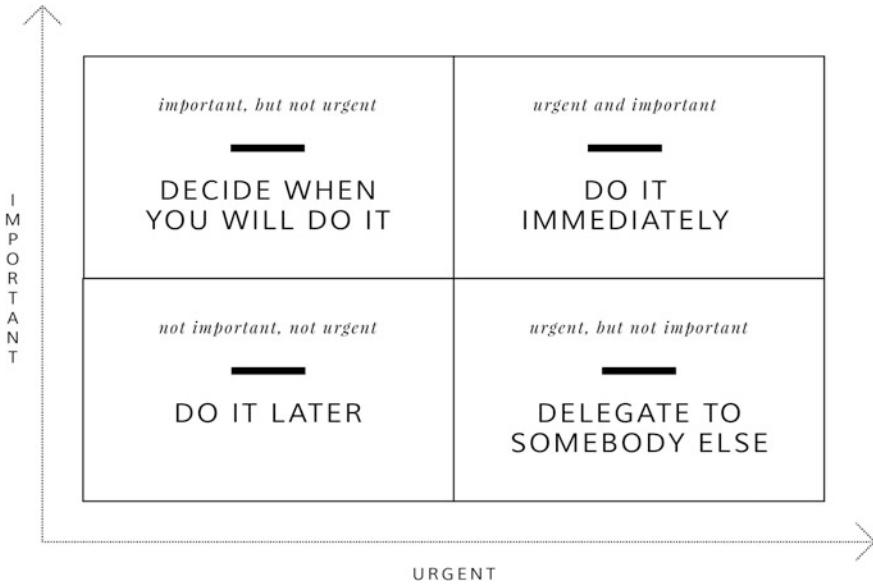 important, but not urgent
DECIDE WHEN
YOU WILL DO IT
urgent and important
DO IT
IMMEDIATELY
not important, not urgent
DO IT LATER
urgent, but not important
DELEGATE TO
SOMEBODY ELSE
IMPORTANT
URGENT